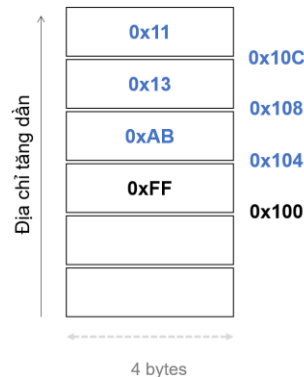 0x11
0x10C
0x13
0x108
0xAB
0x104
0xFF
0x100
Địa chỉ tăng dần
4 bytes